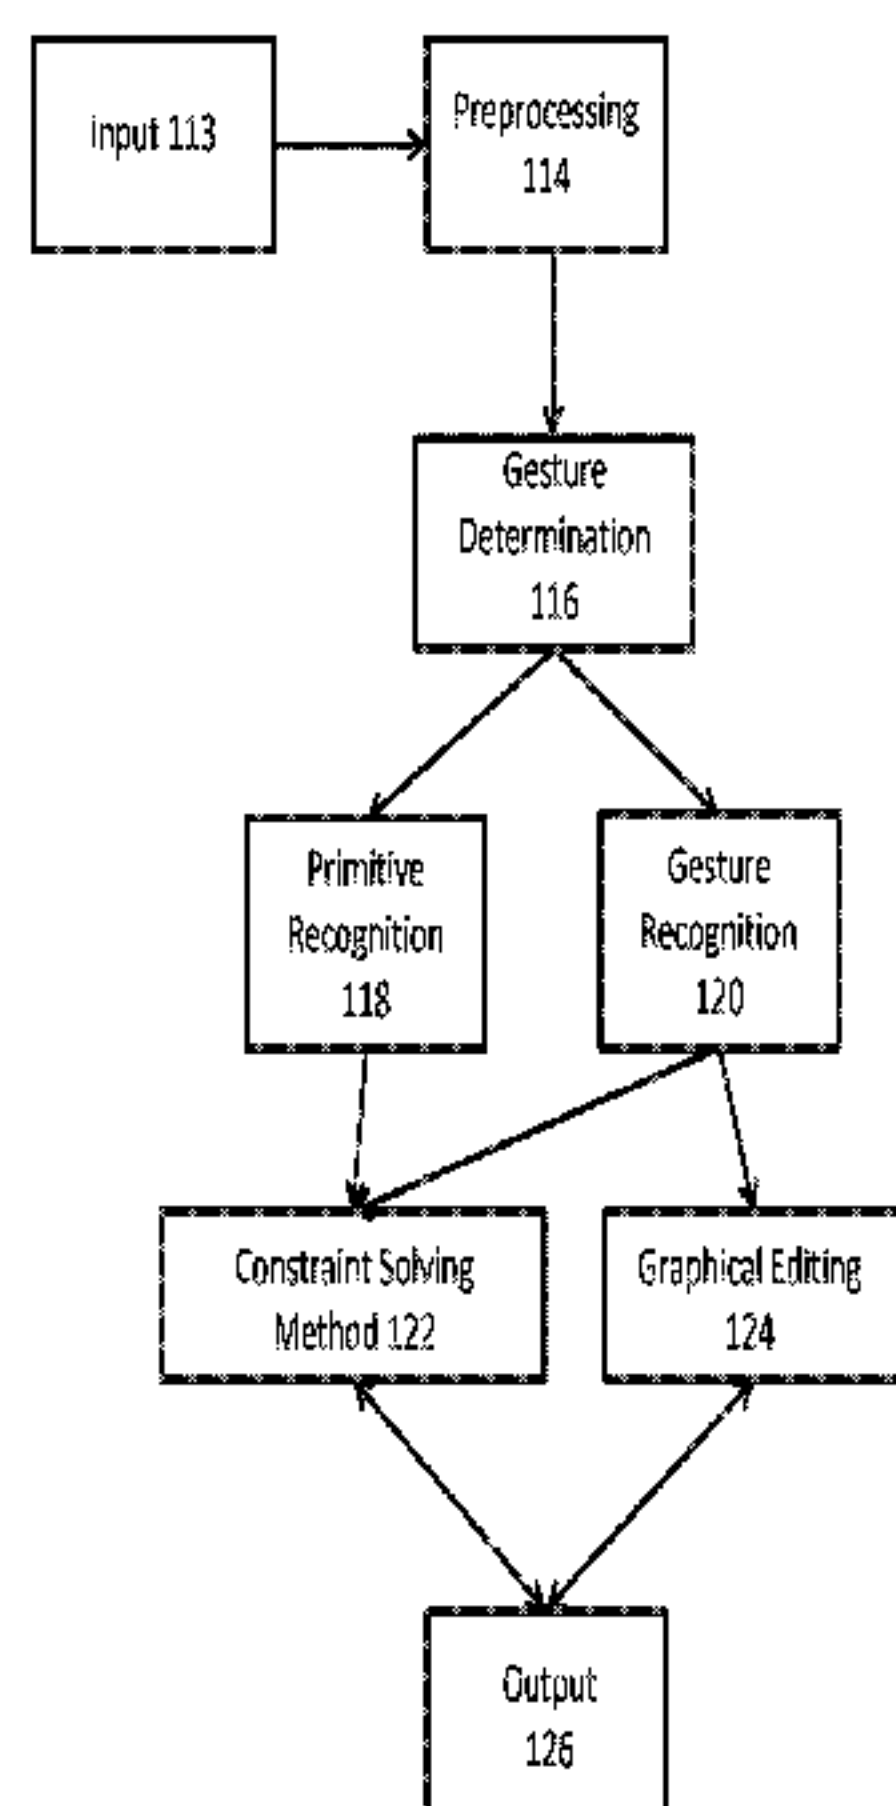 input 113
Preprocessing
114
Gesture
Determination
116
Primitive
Recognition
118
Gesture
Recognition
120
Constraint Solving
Method 122
Graphical Editing
124
Output
126